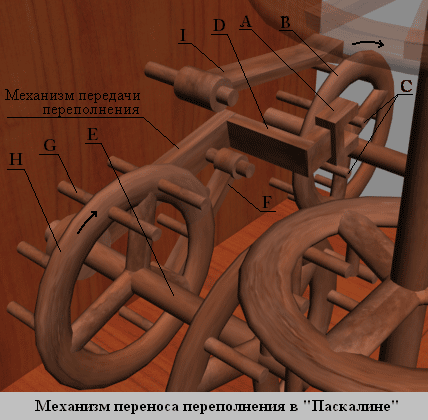 A
B
D
I
C
Механизм передачи
переполнения
E
G
H
F
Механизм переноса переполнения в "Паскалине"